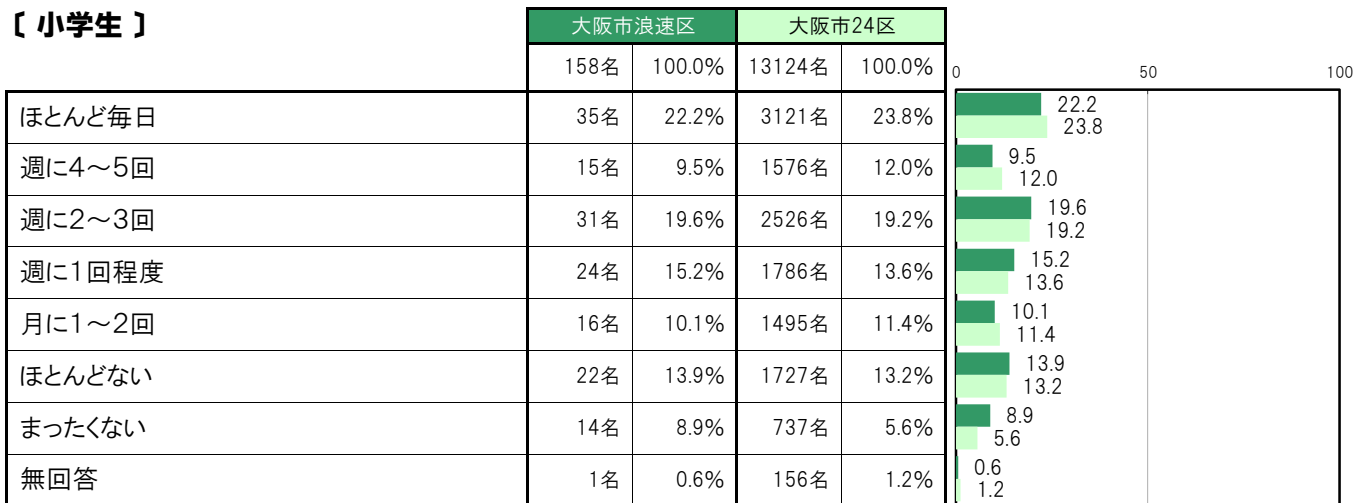 〔 小学生 〕
大阪市浪速区 大阪市24区
158名 100.0% 13124名 100.0% 0 50 100
ほとんど毎日 35名 22.2% 3121名 23.8% 22.2
23.8
週に4～5回 15名 9.5% 1576名 12.0% 9.5
12.0
週に2～3回 31名 19.6% 2526名 19.2% 19.6
19.2
週に1回程度 24名 15.2% 1786名 13.6% 15.2
13.6
月に1～2回 16名 10.1% 1495名 11.4% 10.1
11.4
ほとんどない 22名 13.9% 1727名 13.2% 13.9
13.2
まったくない 14名 8.9% 737名 5.6% 8.9
5.6
無回答 1名 0.6% 156名 1.2% 0.6
1.2